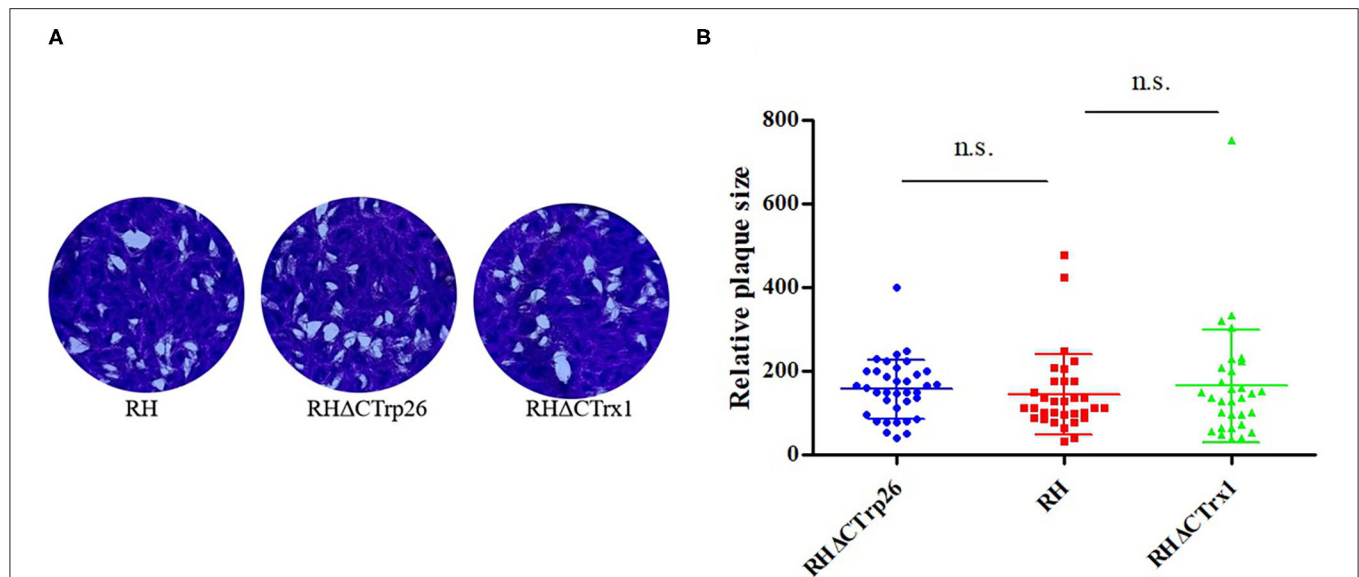 A
RH
RHΔCTrp26
RHΔCTrx1
B
n.s.
n.s.
Relative plaque size
800
600
400
200
0
RHΔCTrp26
RH
RHΔCTrx1